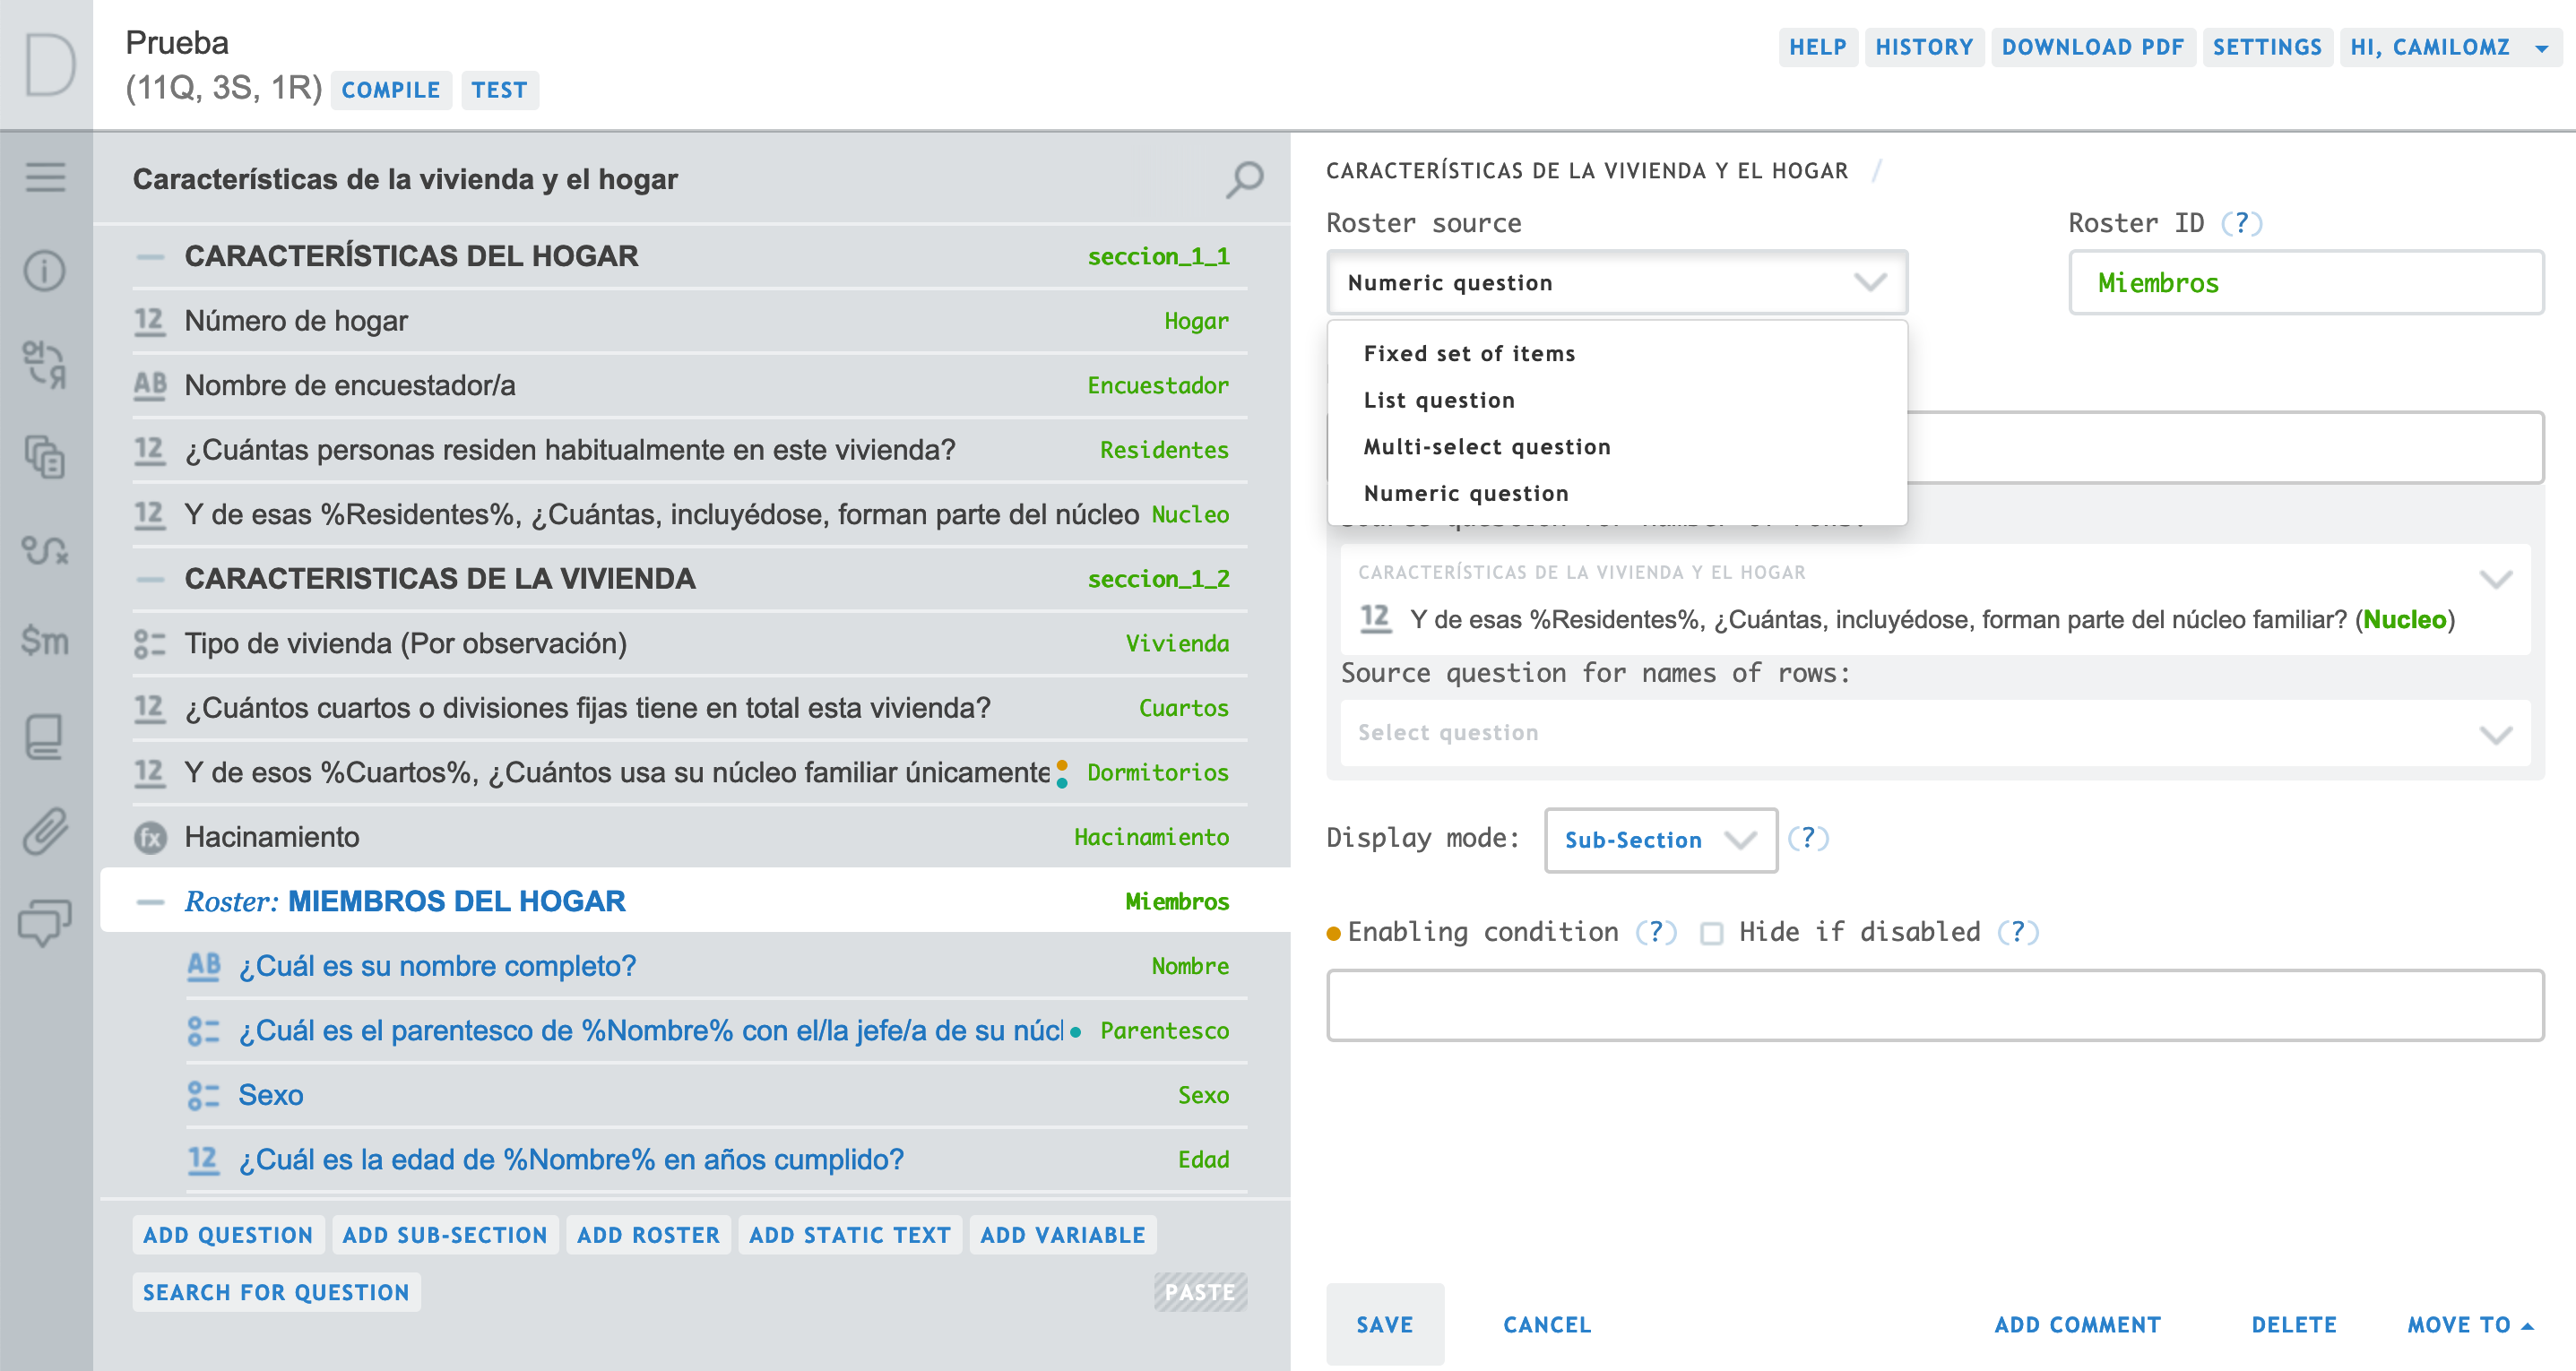 D
Prueba
(11Q, 3S, 1R) COMPILE TEST
HELP HISTORY DOWNLOAD PDF SETTINGS HI, CAMILOMZ
Características de la vivienda y el hogar
CARACTERÍSTICAS DEL HOGAR seccion_1_1
12 Número de hogar Hogar
AB Nombre de encuestador/a Encuestador
12 ¿Cuántas personas residen habitualmente en este vivienda? Residentes
12 Y de esas %Residentes%, ¿Cuántas, incluyédose, forman parte del núcleo Nucleo
CARACTERISTICAS DE LA VIVIENDA seccion_1_2
Tipo de vivienda (Por observación) Vivienda
12 ¿Cuántos cuartos o divisiones fijas tiene en total esta vivienda? Cuartos
12 Y de esos %Cuartos%, ¿Cuántos usa su núcleo familiar únicamente Dormitorios
fx Hacinamiento Hacinamiento
Roster: MIEMBROS DEL HOGAR Miembros
AB ¿Cuál es su nombre completo? Nombre
¿Cuál es el parentesco de %Nombre% con el/la jefe/a de su núcl Parentesco
Sexo Sexo
12 ¿Cuál es la edad de %Nombre% en años cumplido? Edad
ADD QUESTION ADD SUB-SECTION ADD ROSTER ADD STATIC TEXT ADD VARIABLE
SEARCH FOR QUESTION PASTE
$m
CARACTERÍSTICAS DE LA VIVIENDA Y EL HOGAR /
Roster source Roster ID (?)
Numeric question Miembros
Fixed set of items
List question
Multi-select question
Numeric question
CARACTERÍSTICAS DE LA VIVIENDA Y EL HOGAR
12 Y de esas %Residentes%, ¿Cuántas, incluyédose, forman parte del núcleo familiar? (Nucleo)
Source question for names of rows:
Select question
Display mode: Sub-Section (?)
Enabling condition (?) Hide if disabled (?)
SAVE CANCEL ADD COMMENT DELETE MOVE TO